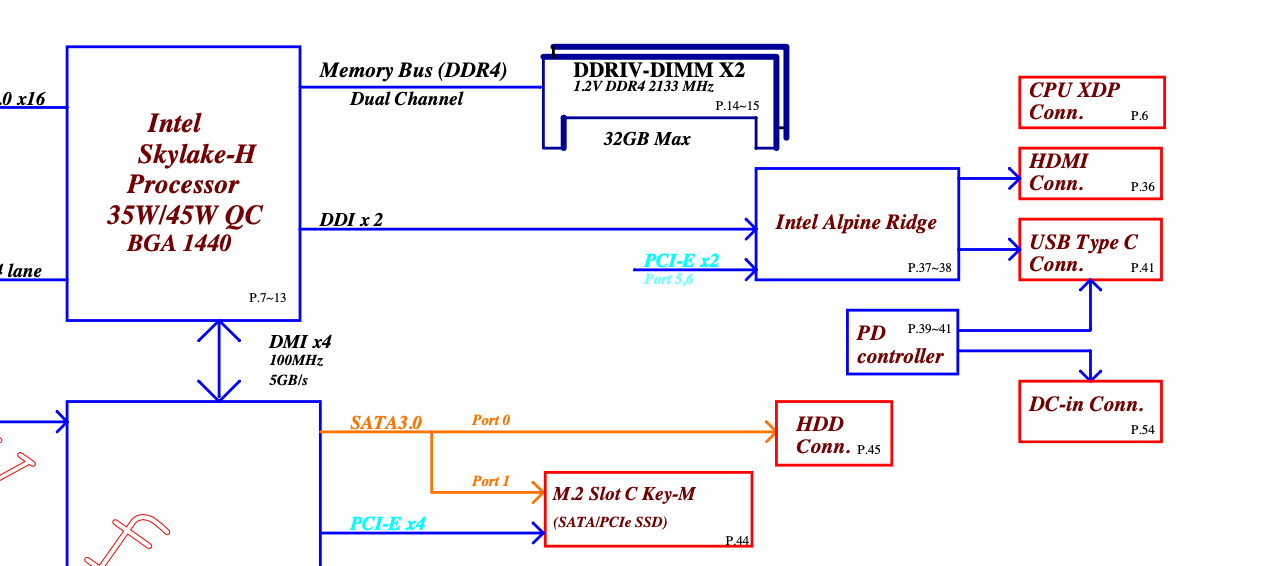 .0 x16
Intel
Skylake-H
Processor
35W/45W QC
BGA 1440
P.7~13
Memory Bus (DDR4)
Dual Channel
DDRIV-DIMM X2
1.2V DDR4 2133 MHz
P.14~15
32GB Max
CPU XDP
Conn. P.6
HDMI
Conn. P.36
DDI x 2
Intel Alpine Ridge
P.37~38
PCI-E x2
Port 5,6
USB Type C
Conn. P.41
lane
PD P.39~41
controller
DMI x4
100MHz
5GB/s
DC-in Conn.
P.54
SATA3.0
Port 0
HDD
Conn. P.45
Port 1
M.2 Slot C Key-M
(SATA/PCIe SSD)
P.44
PCI-E x4